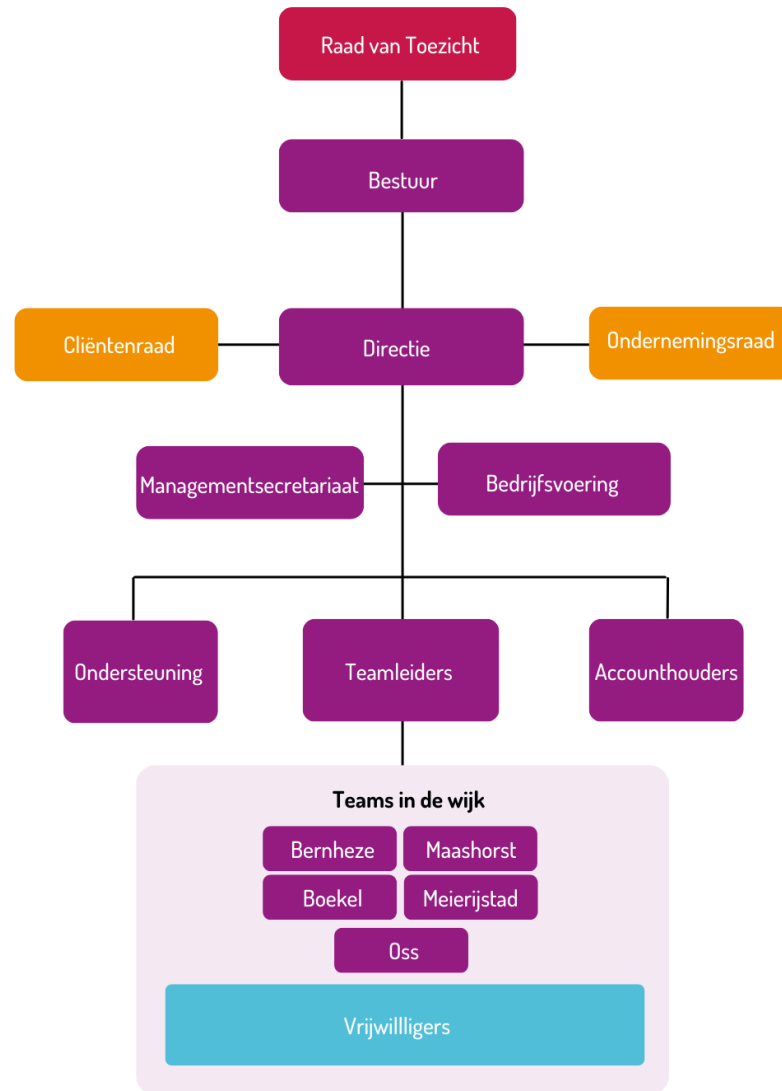 Raad van Toezicht
Bestuur
Cliëntenraad
Directie
Ondernemingsraad
Managementsecretariaat
Bedrijfsvoering
Ondersteuning
Teamleiders
Accounthouders
Teams in de wijk
Bernheze
Maashorst
Boekel
Meierijstad
Oss
Vrijwillligers